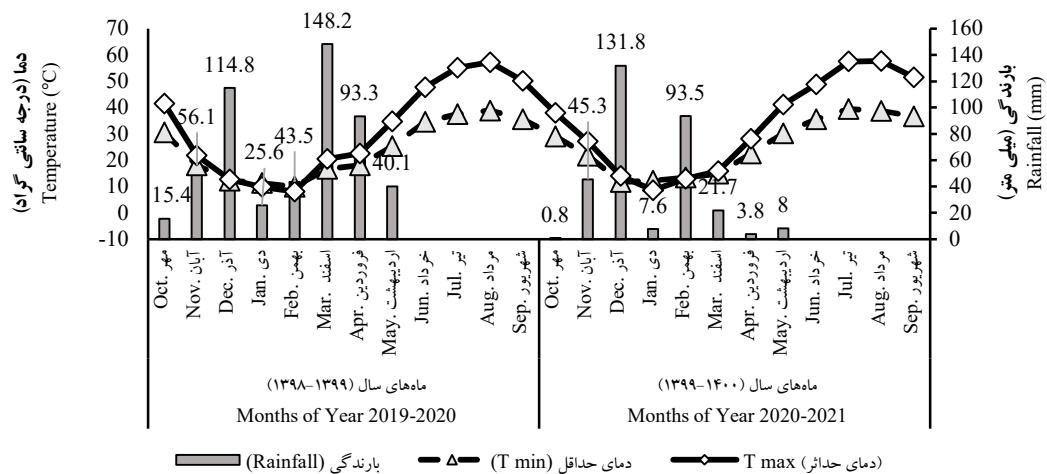 دما (درجه سانتی گراد)
Temperature (°C)
70
60
50
40
30
20
10
0
-10
15.4
56.1
114.8
25.6
43.5
148.2
93.3
40.1
0.8
45.3
131.8
7.6
93.5
21.7
3.8
8
160
140
120
100
80
60
40
20
0
بارندگی (میلی متر)
Rainfall (mm)
Oct. مهر
Nov. آبان
Dec. آذر
Jan. دی
Feb. بهمن
Mar. اسفند
Apr. فروردین
May. اردیبهشت
Jun. خرداد
Jul. تیر
Aug. مرداد
Sep. شهریور
Oct. مهر
Nov. آبان
Dec. آذر
Jan. دی
Feb. بهمن
Mar. اسفند
Apr. فروردین
May. اردیبهشت
Jun. خرداد
Jul. تیر
Aug. مرداد
Sep. شهریور
ماه‌های سال (۱۳۹۸-۱۳۹۹)
Months of Year 2019-2020
ماه‌های سال (۱۳۹۹-۱۴۰۰)
Months of Year 2020-2021
بارندگی (Rainfall)
دمای حداقل (T min)
T max (دمای حداثر)